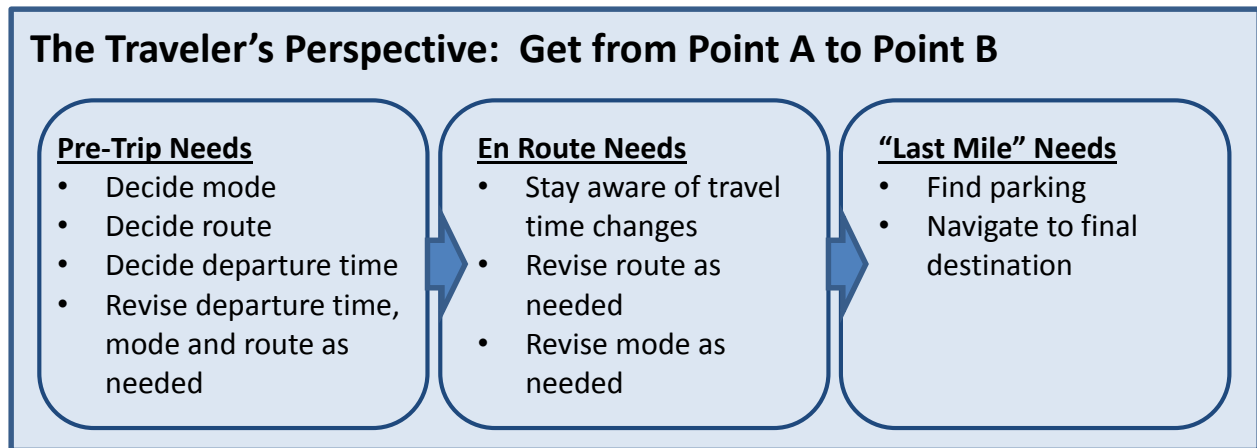 The Traveler’s Perspective:  Get from Point A to Point B
Pre-Trip Needs
• Decide mode
• Decide route
• Decide departure time
• Revise departure time,
mode and route as
needed
En Route Needs
• Stay aware of travel
time changes
• Revise route as
needed
• Revise mode as
needed
“Last Mile” Needs
• Find parking
• Navigate to final
destination